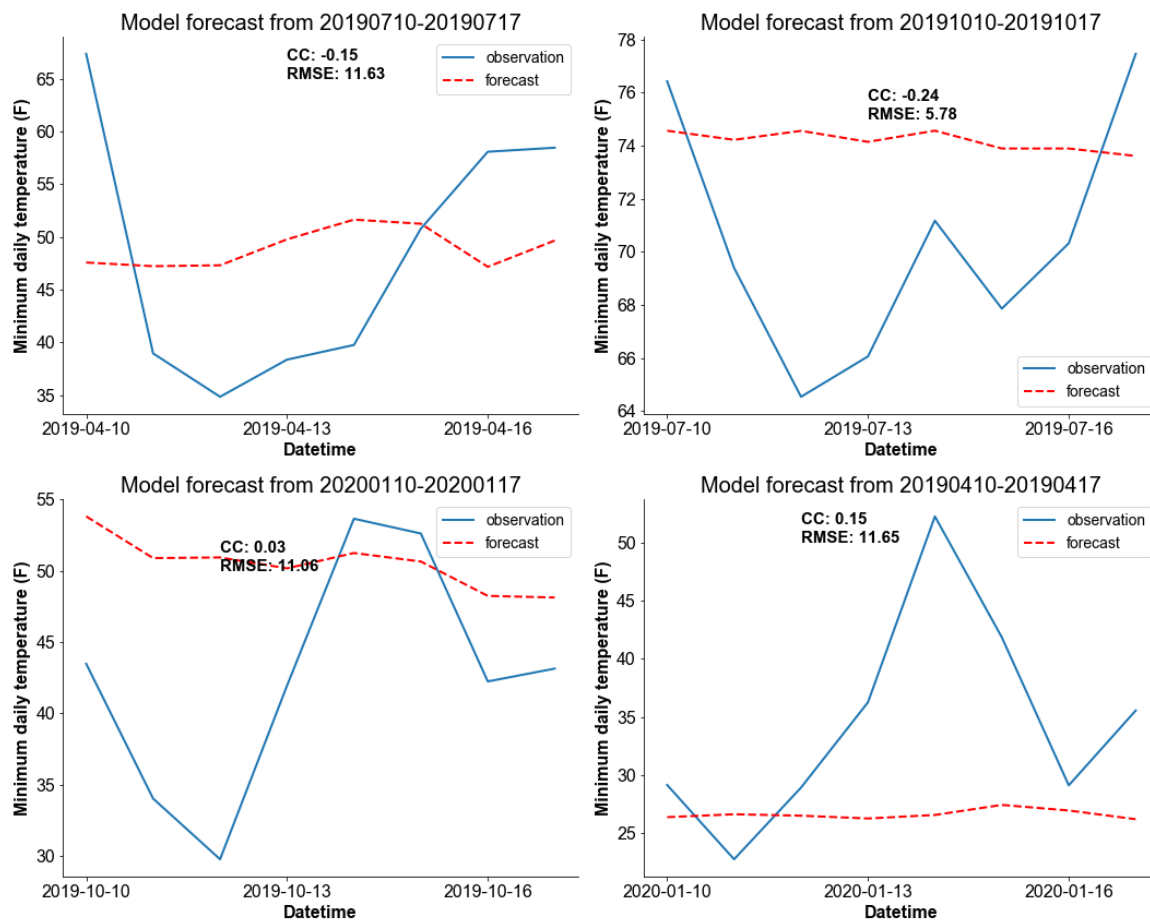 Model forecast from 20190710-20190717
CC: -0.15
RMSE: 11.63
observation
forecast
65
60
55
50
45
40
35
Minimum daily temperature (F)
2019-04-10
2019-04-13
2019-04-16
Datetime
Model forecast from 20191010-20191017
CC: -0.24
RMSE: 5.78
observation
forecast
78
76
74
72
70
68
66
64
Minimum daily temperature (F)
2019-07-10
2019-07-13
2019-07-16
Datetime
Model forecast from 20200110-20200117
CC: 0.03
RMSE: 11.06
observation
forecast
55
50
45
40
35
30
Minimum daily temperature (F)
2019-10-10
2019-10-13
2019-10-16
Datetime
Model forecast from 20190410-20190417
CC: 0.15
RMSE: 11.65
observation
forecast
50
45
40
35
30
25
Minimum daily temperature (F)
2020-01-10
2020-01-13
2020-01-16
Datetime